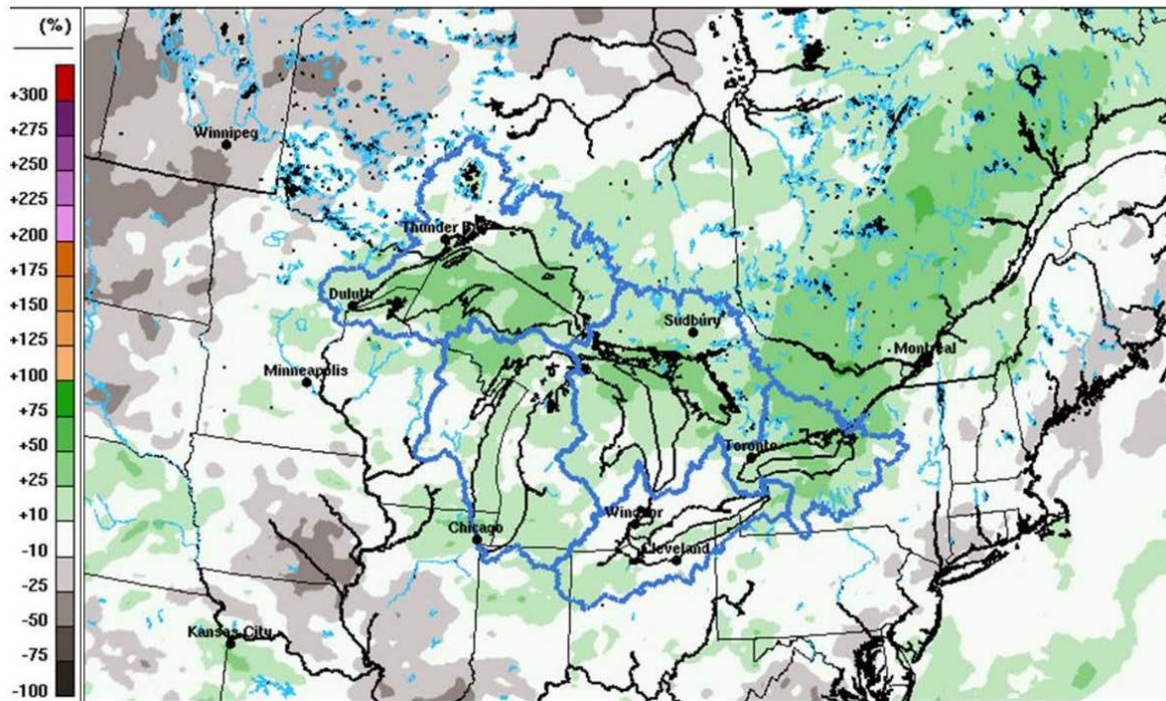 (%)
+300
+275
+250
+225
+200
+175
+150
+125
+100
+75
+50
+25
+10
-10
-25
-50
-75
-100
Winnipeg
Thunder
Duluth
Sudbury
Minneapolis
Montreal
Toronto
Chicago
Windsor
Cleveland
Kansas City